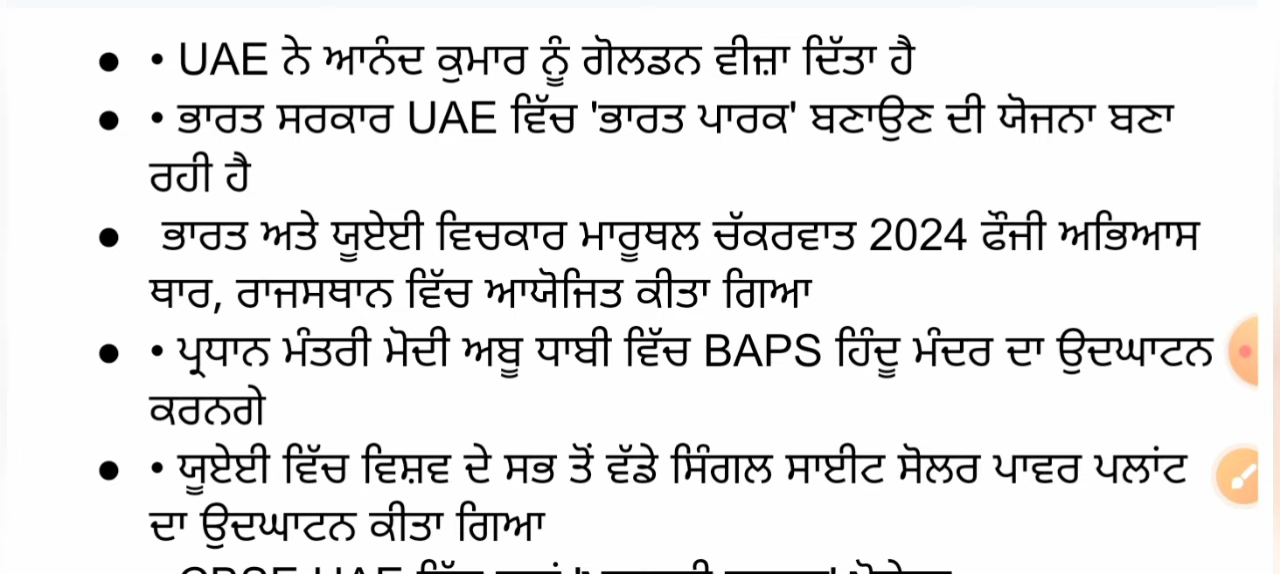 ● • UAE ਨੇ ਆਨੰਦ ਕੁਮਾਰ ਨੂੰ ਗੋਲਡਨ ਵੀਜ਼ਾ ਦਿੱਤਾ ਹੈ
● • ਭਾਰਤ ਸਰਕਾਰ UAE ਵਿੱਚ 'ਭਾਰਤ ਪਾਰਕ' ਬਣਾਉਣ ਦੀ ਯੋਜਨਾ ਬਣਾ
ਰਹੀ ਹੈ
● ਭਾਰਤ ਅਤੇ ਯੂਏਈ ਵਿਚਕਾਰ ਮਾਰੂਥਲ ਚੱਕਰਵਾਤ 2024 ਫੌਜੀ ਅਭਿਆਸ
ਥਾਰ, ਰਾਜਸਥਾਨ ਵਿੱਚ ਆਯੋਜਿਤ ਕੀਤਾ ਗਿਆ
● • ਪ੍ਰਧਾਨ ਮੰਤਰੀ ਮੋਦੀ ਅਬੂ ਧਾਬੀ ਵਿੱਚ BAPS ਹਿੰਦੂ ਮੰਦਰ ਦਾ ਉਦਘਾਟਨ
ਕਰਨਗੇ
● • ਯੂਏਈ ਵਿੱਚ ਵਿਸ਼ਵ ਦੇ ਸਭ ਤੋਂ ਵੱਡੇ ਸਿੰਗਲ ਸਾਈਟ ਸੋਲਰ ਪਾਵਰ ਪਲਾਂਟ
ਦਾ ਉਦਘਾਟਨ ਕੀਤਾ ਗਿਆ